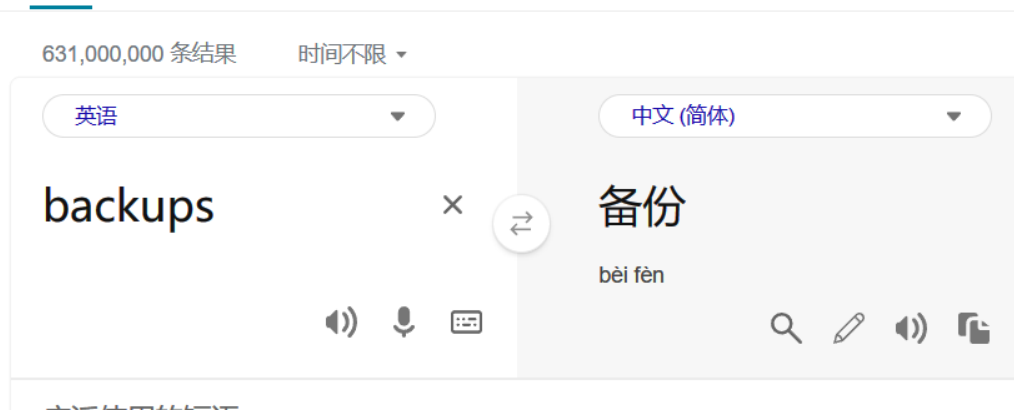 631,000,000 条结果 时间不限
英语 中文 (简体)
backups 备份
bèi fèn